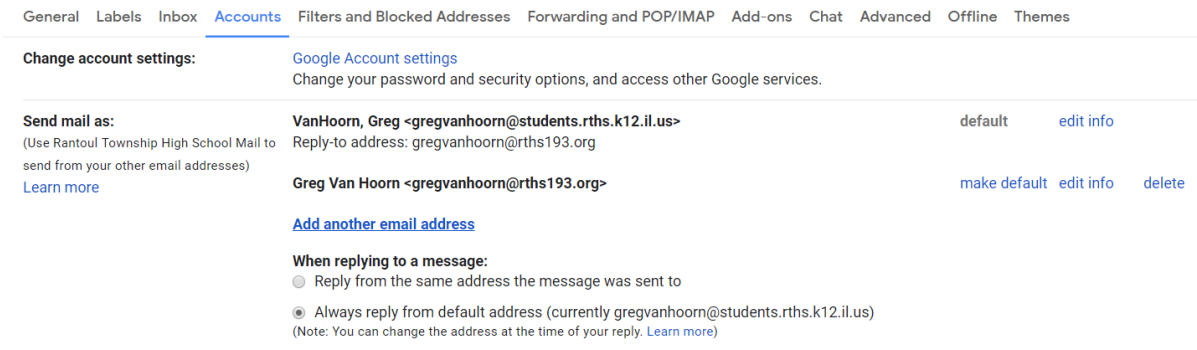 General Labels Inbox Accounts Filters and Blocked Addresses Forwarding and POP/IMAP Add-ons Chat Advanced Offline Themes
Change account settings: Google Account settings
Change your password and security options, and access other Google services.
Send mail as: VanHoorn, Greg <gregvanhoorn@students.rths.k12.il.us> default edit info
(Use Rantoul Township High School Mail to Reply-to address: gregvanhoorn@rths193.org
send from your other email addresses)
Learn more Greg Van Hoorn <gregvanhoorn@rths193.org> make default edit info delete
Add another email address
When replying to a message:
Reply from the same address the message was sent to
Always reply from default address (currently gregvanhoorn@students.rths.k12.il.us)
(Note: You can change the address at the time of your reply. Learn more)